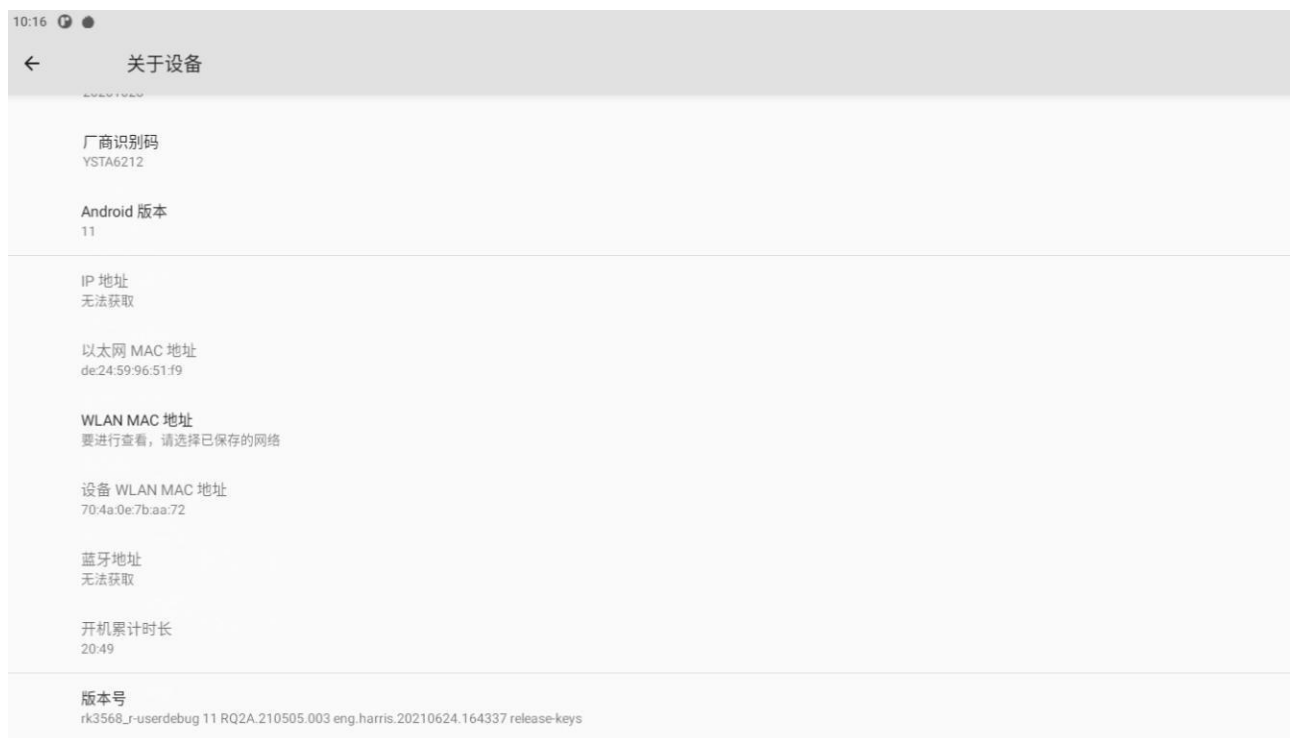 10:16
关于设备
厂商识别码
YSTA6212
Android 版本
11
IP 地址
无法获取
以太网 MAC 地址
de:24:59:96:51:f9
WLAN MAC 地址
要进行查看，请选择已保存的网络
设备 WLAN MAC 地址
70:4a:0e:7b:aa:72
蓝牙地址
无法获取
开机累计时长
20:49
版本号
rk3568_r-userdebug 11 RQ2A.210505.003 eng.harris.20210624.164337 release-keys